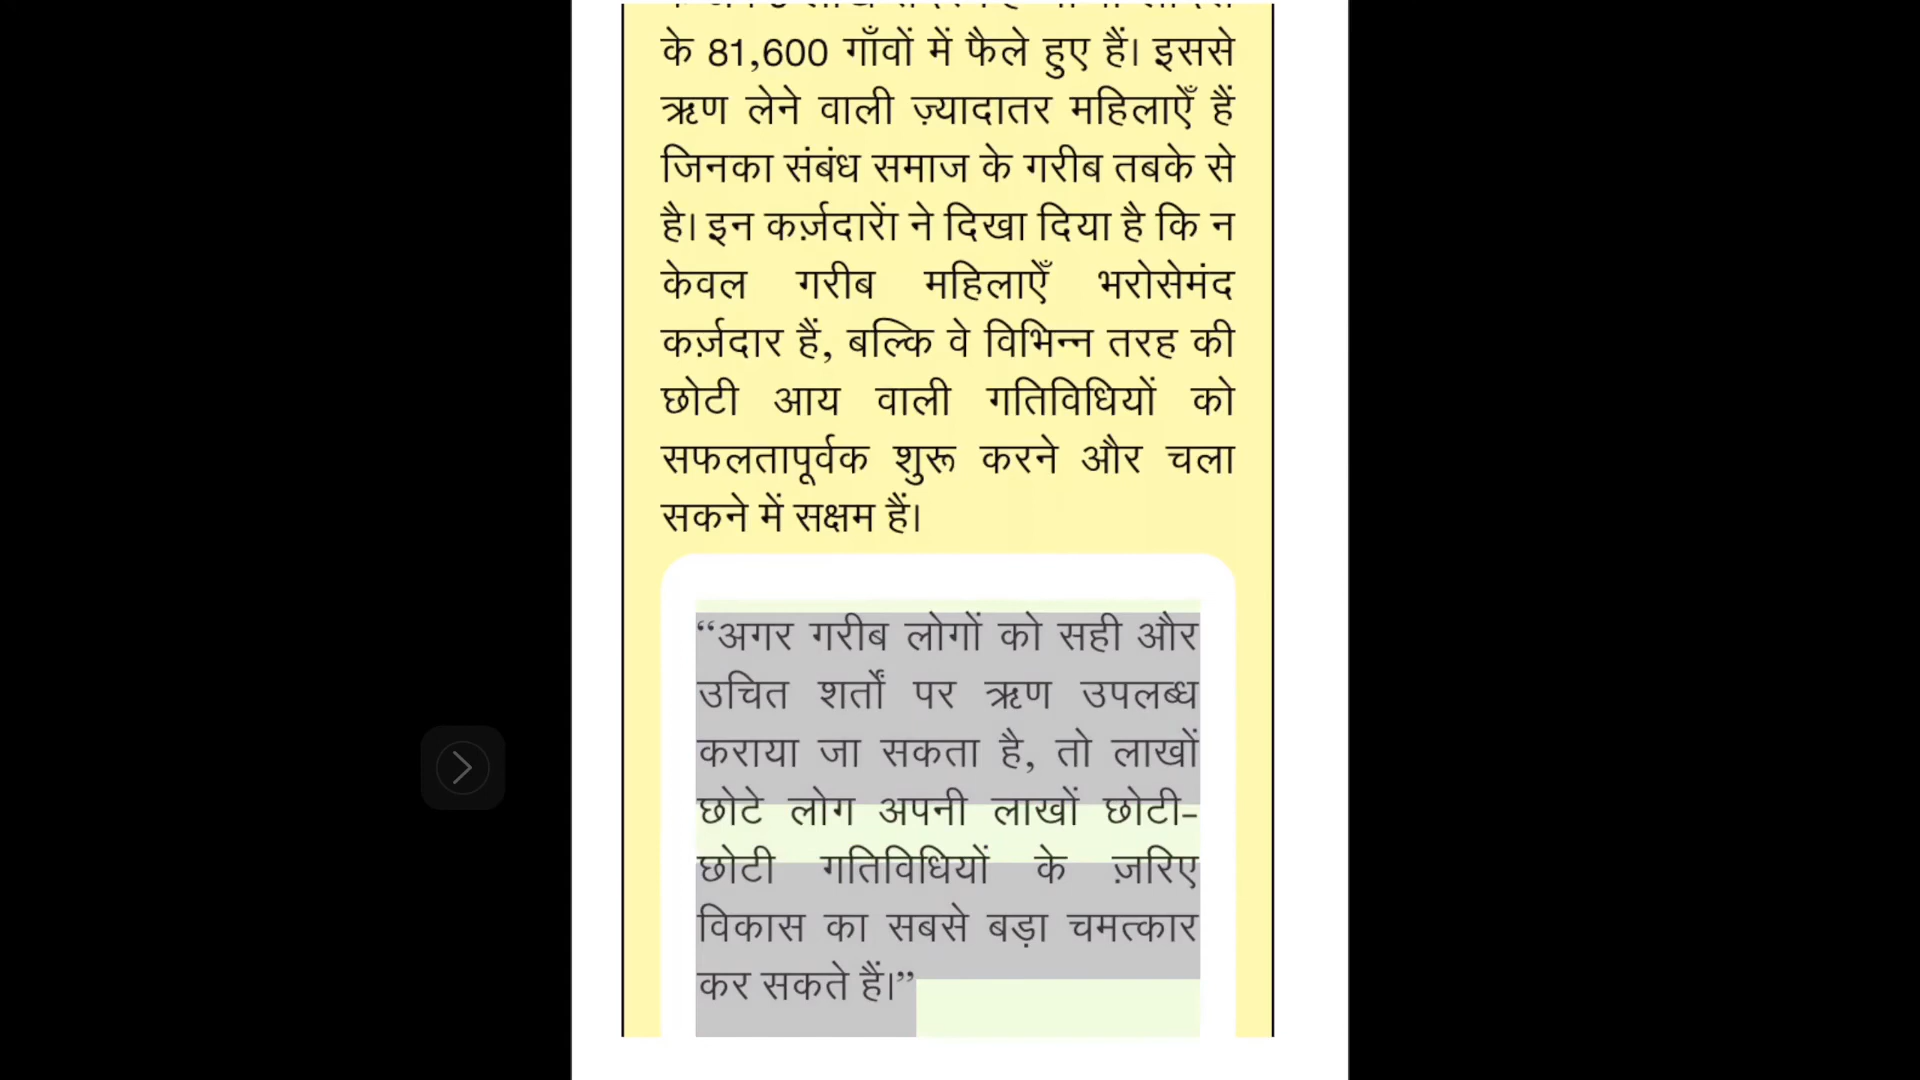 के 81,600 गाँवों में फैले हुए हैं। इससे
ऋण लेने वाली ज़्यादातर महिलाएँ हैं
जिनका संबंध समाज के गरीब तबके से
है। इन कर्ज़दारों ने दिखा दिया है कि न
केवल गरीब महिलाएँ भरोसेमंद
कर्ज़दार हैं, बल्कि वे विभिन्न तरह की
छोटी आय वाली गतिविधियों को
सफलतापूर्वक शुरू करने और चला
सकने में सक्षम हैं।
“अगर गरीब लोगों को सही और
उचित शर्तों पर ऋण उपलब्ध
कराया जा सकता है, तो लाखों
छोटे लोग अपनी लाखों छोटी-
छोटी गतिविधियों के ज़रिए
विकास का सबसे बड़ा चमत्कार
कर सकते हैं।”